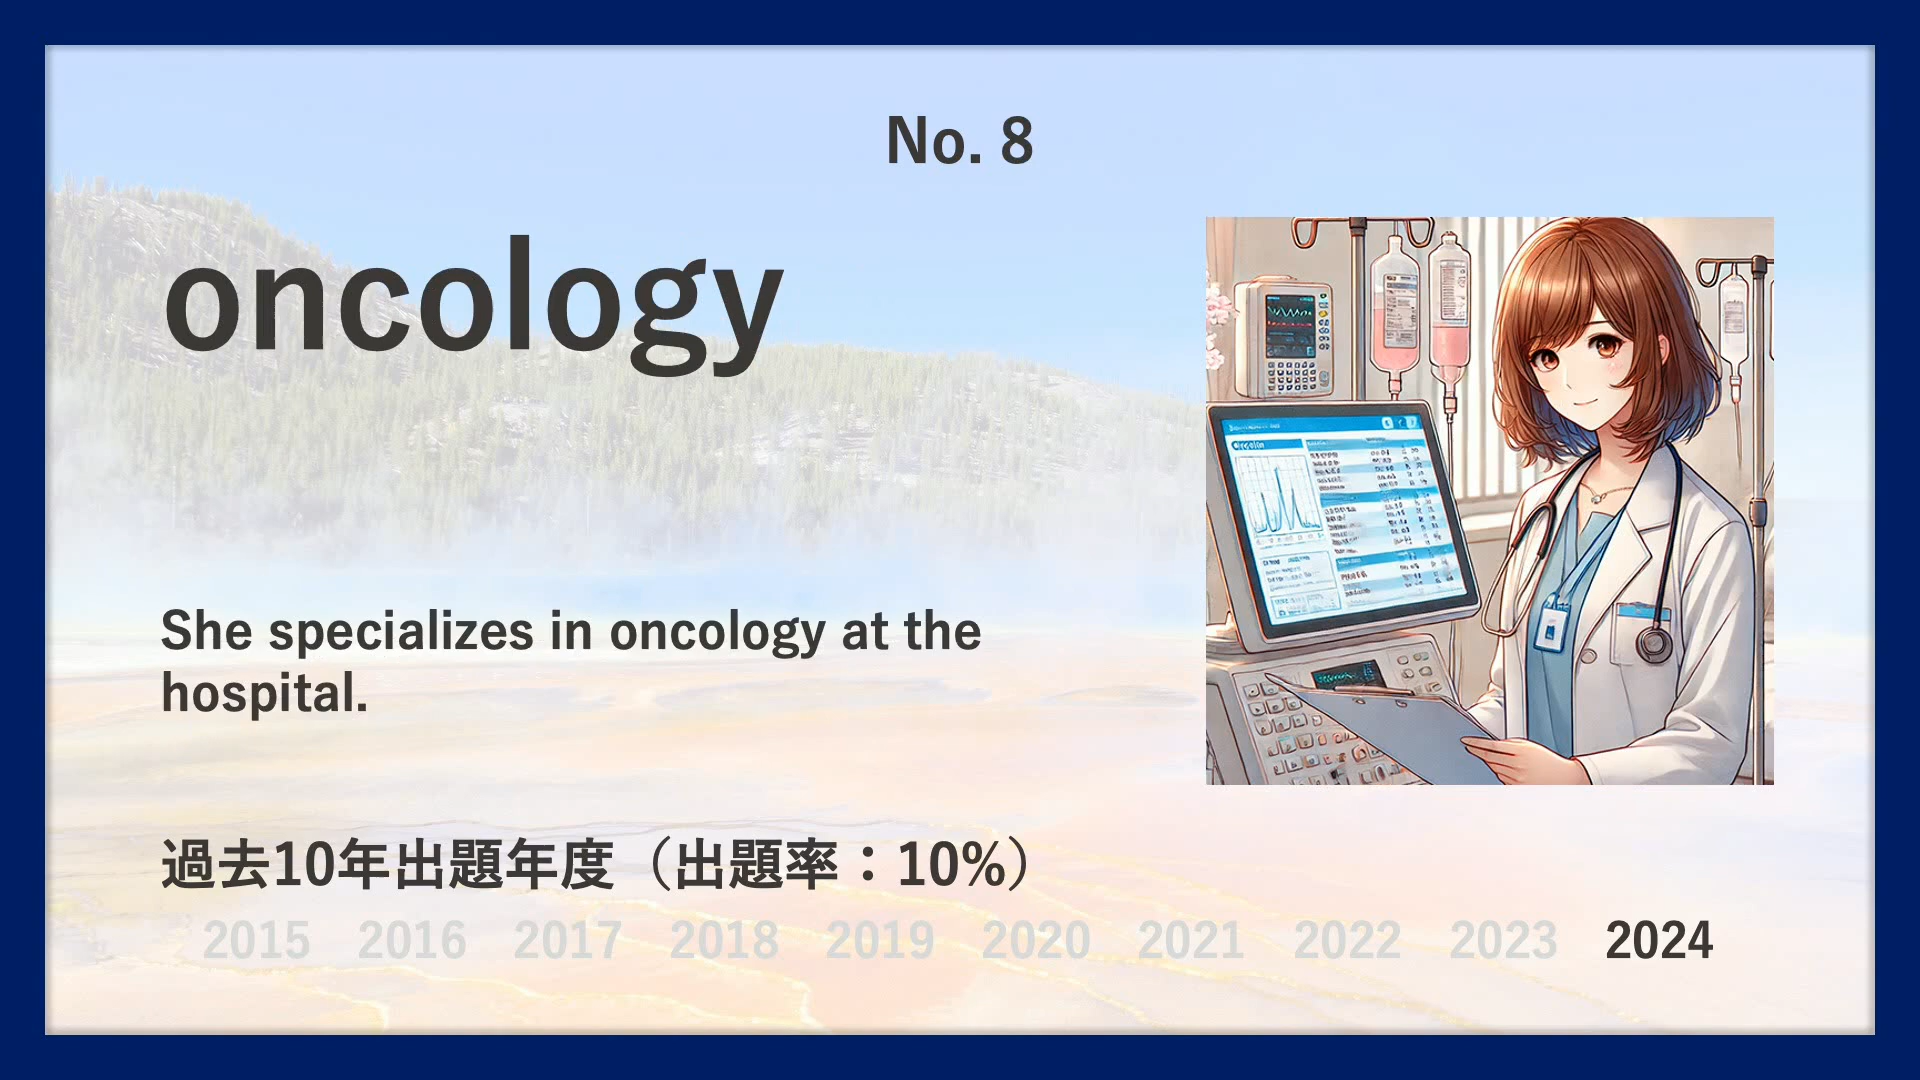 No. 8
oncology
She specializes in oncology at the
hospital.
過去10年出題年度（出題率：10%）
2015 2016 2017 2018 2019 2020 2021 2022 2023 2024